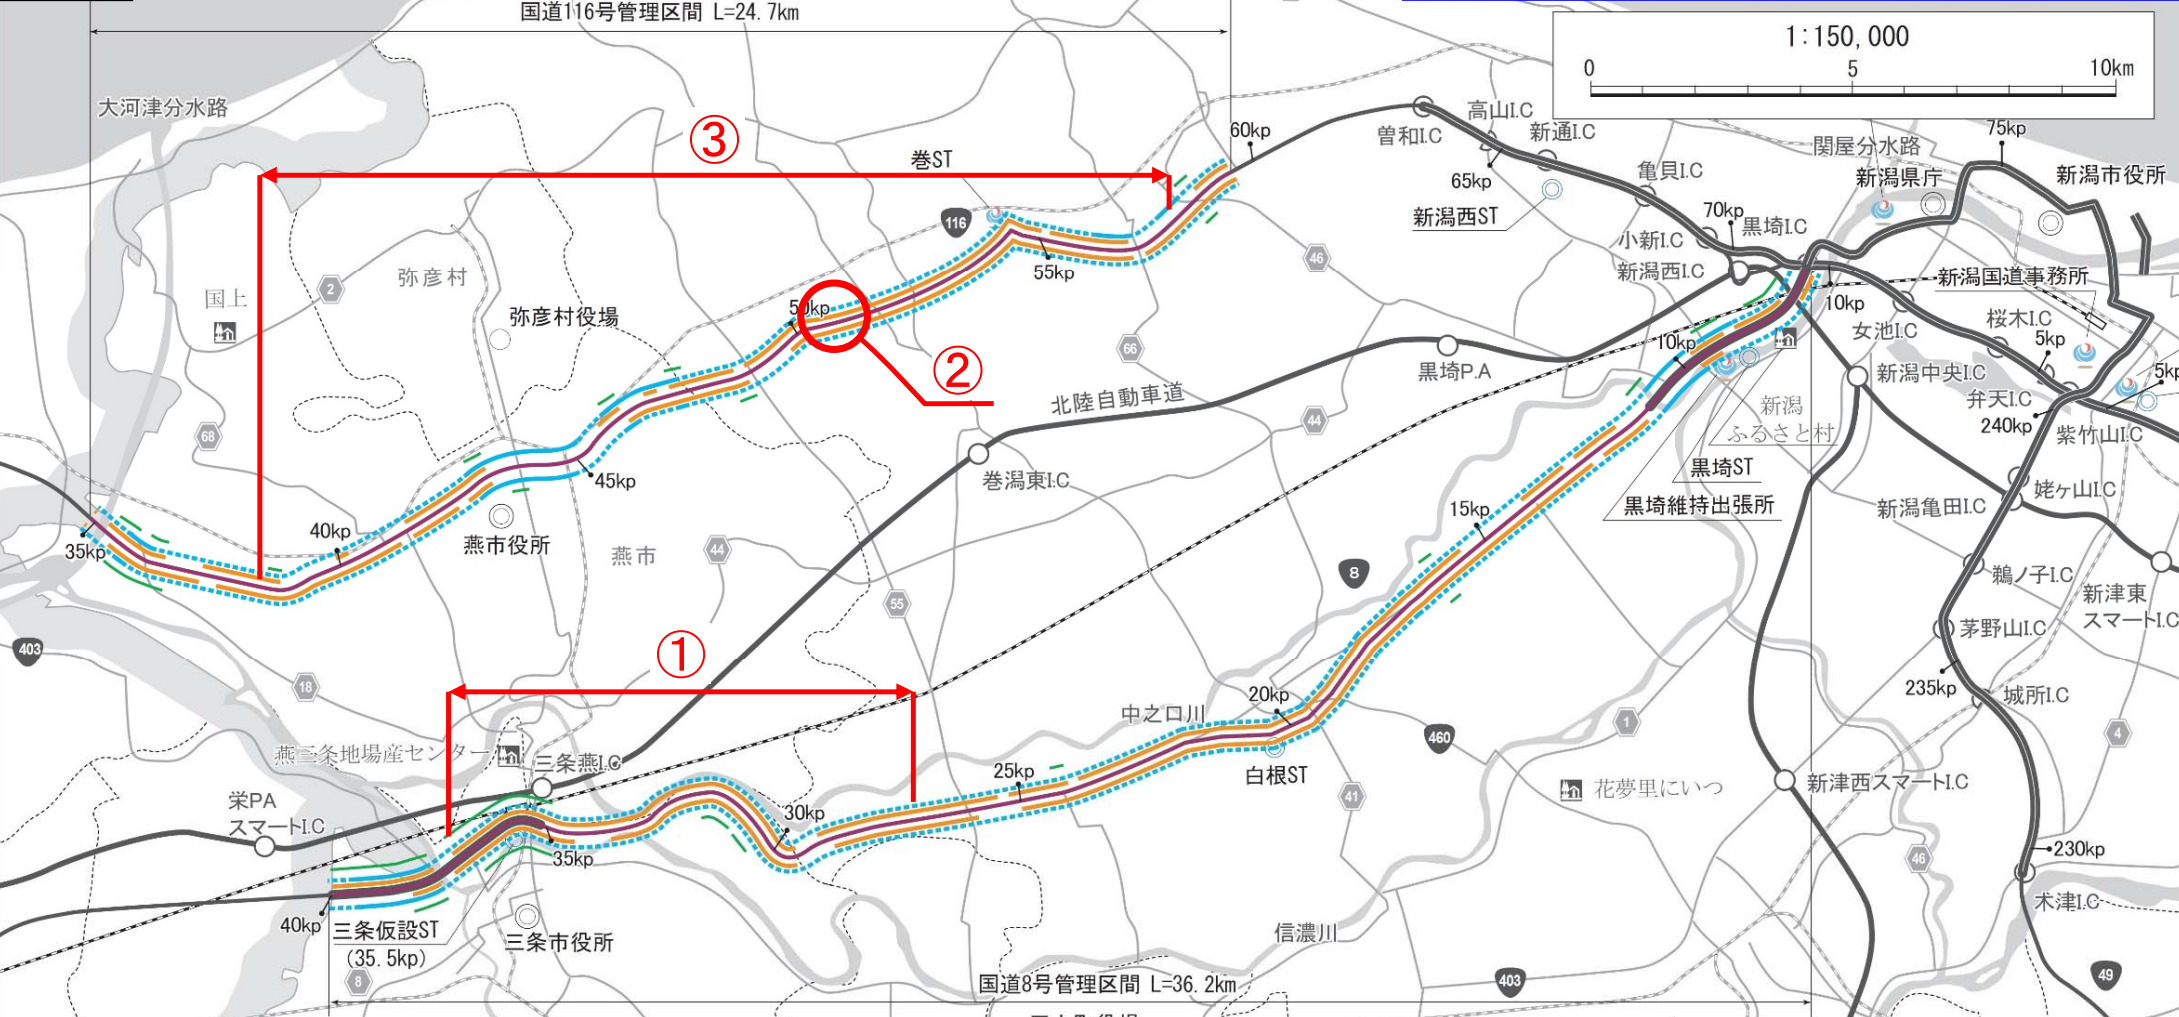 国道116号管理区間 L=24.7km
1:150,000
0
5
10km
大河津分水路
③
巻ST
60kp
曽和I.C
高山I.C
新通I.C
65kp
亀貝I.C
新潟西ST
70kp
黒埼I.C
小新I.C
新潟西I.C
関屋分水路
75kp
新潟県庁
新潟市役所
新潟国道事務所
116
46
55kp
国上
2
弥彦村
弥彦村役場
50kp
②
66
黒埼P.A
10kp
10kp
女池I.C
桜木I.C
5kp
新潟中央I.C
弁天I.C
240kp
紫竹山I.C
5kp
北陸自動車道
44
新潟
ふるさと村
68
45kp
巻潟東I.C
黒埼ST
黒埼維持出張所
新潟亀田I.C
姥ヶ山I.C
15kp
35kp
40kp
燕市役所
燕市
44
8
鵜ノ子I.C
新津東
スマートI.C
55
403
①
茅野山I.C
235kp
城所I.C
18
20kp
中之口川
460
1
4
燕三条地場産センター
三条燕I.C
25kp
白根ST
41
花夢里にいつ
新津西スマートI.C
栄PA
スマートI.C
30kp
35kp
46
230kp
40kp
三条仮設ST
(35.5kp)
三条市役所
信濃川
古津I.C
8
国道8号管理区間 L=36.2km
403
49